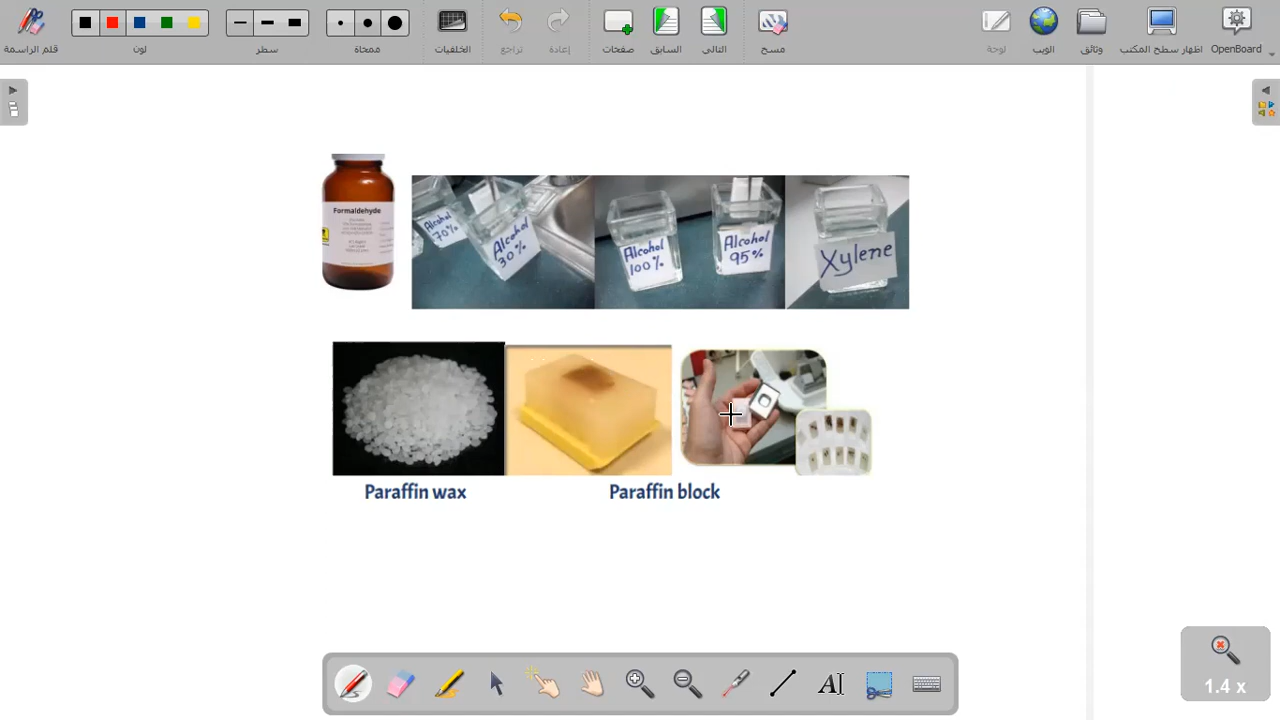 قلم الراسمة
لون
سطر
ممحاة
الخلفيات
تراجع
إعادة
صفحات
السابق
التالي
مسح
لوحة
الويب
وثائق
اظهار سطح المكتب
OpenBoard
Formaldehyde
Alcohol
70%
Alcohol
30%
Alcohol
100%
Alcohol
95%
Xylene
Paraffin wax
Paraffin block
1.4 x